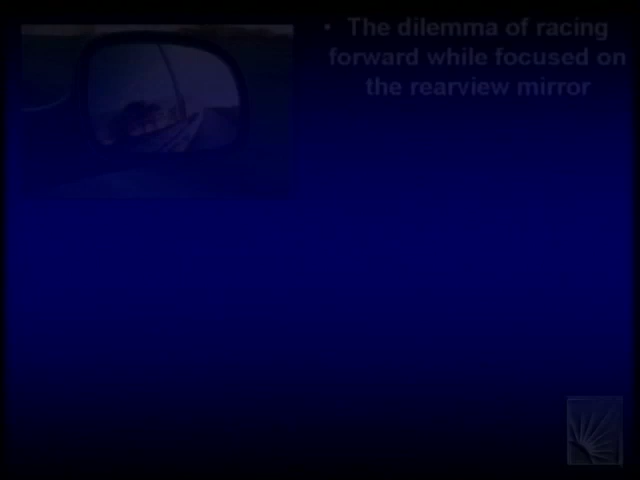 • The dilemma of racing
forward while focused on
the rearview mirror